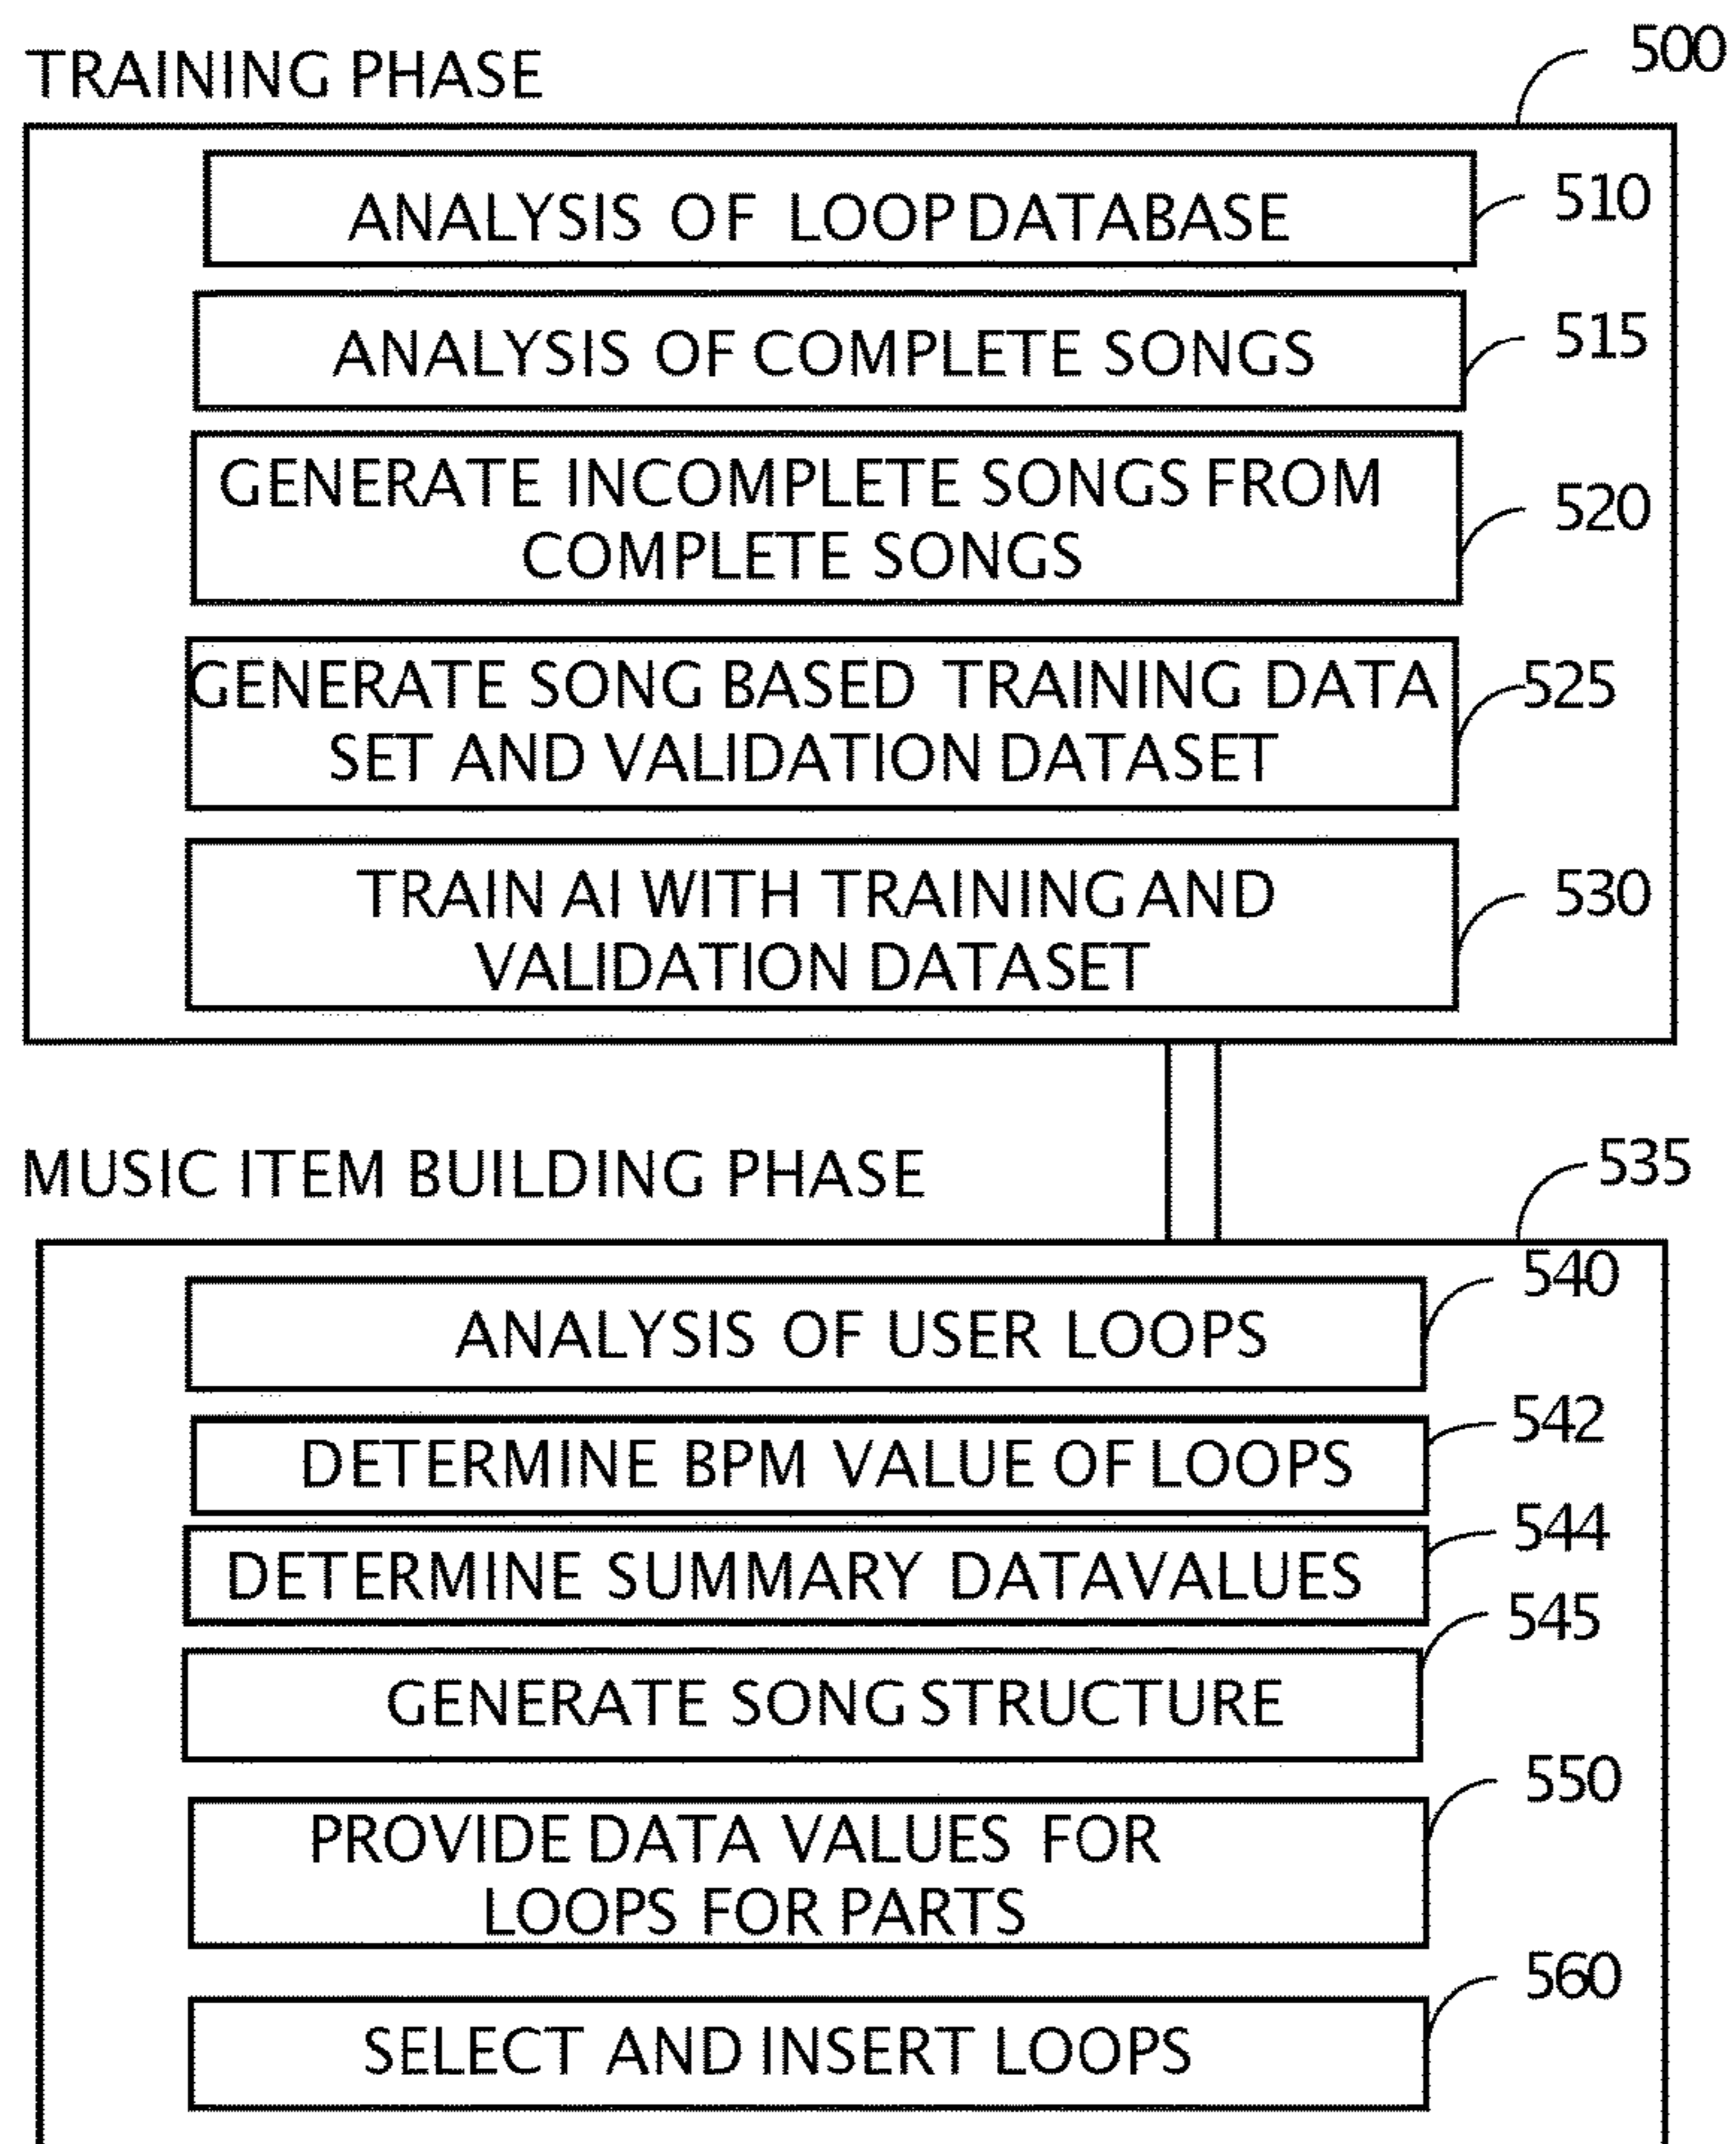 500
TRAINING PHASE
ANALYSIS OF LOOP DATABASE
510
ANALYSIS OF COMPLETE SONGS
515
GENERATE INCOMPLETE SONGS FROM
COMPLETE SONGS
520
GENERATE SONG BASED TRAINING DATA
SET AND VALIDATION DATASET
525
TRAIN AI WITH TRAINING AND
VALIDATION DATASET
530
MUSIC ITEM BUILDING PHASE
535
ANALYSIS OF USER LOOPS
540
DETERMINE BPM VALUE OF LOOPS
542
DETERMINE SUMMARY DATA VALUES
544
GENERATE SONG STRUCTURE
545
PROVIDE DATA VALUES FOR
LOOPS FOR PARTS
550
SELECT AND INSERT LOOPS
560